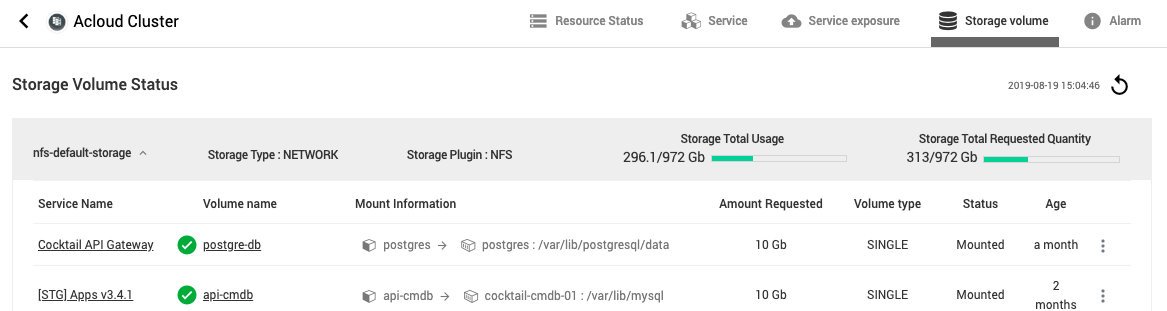 Acloud Cluster
Resource Status
Service
Service exposure
Storage volume
Alarm
Storage Volume Status
2019-08-19 15:04:46
nfs-default-storage
Storage Type : NETWORK
Storage Plugin : NFS
Storage Total Usage
296.1/972 Gb
Storage Total Requested Quantity
313/972 Gb
Service Name Volume name Mount Information Amount Requested Volume type Status Age
Cocktail API Gateway postgre-db postgres → postgres : /var/lib/postgresql/data 10 Gb SINGLE Mounted a month
[STG] Apps v3.4.1 api-cmdb api-cmdb → cocktail-cmdb-01 : /var/lib/mysql 10 Gb SINGLE Mounted 2
months